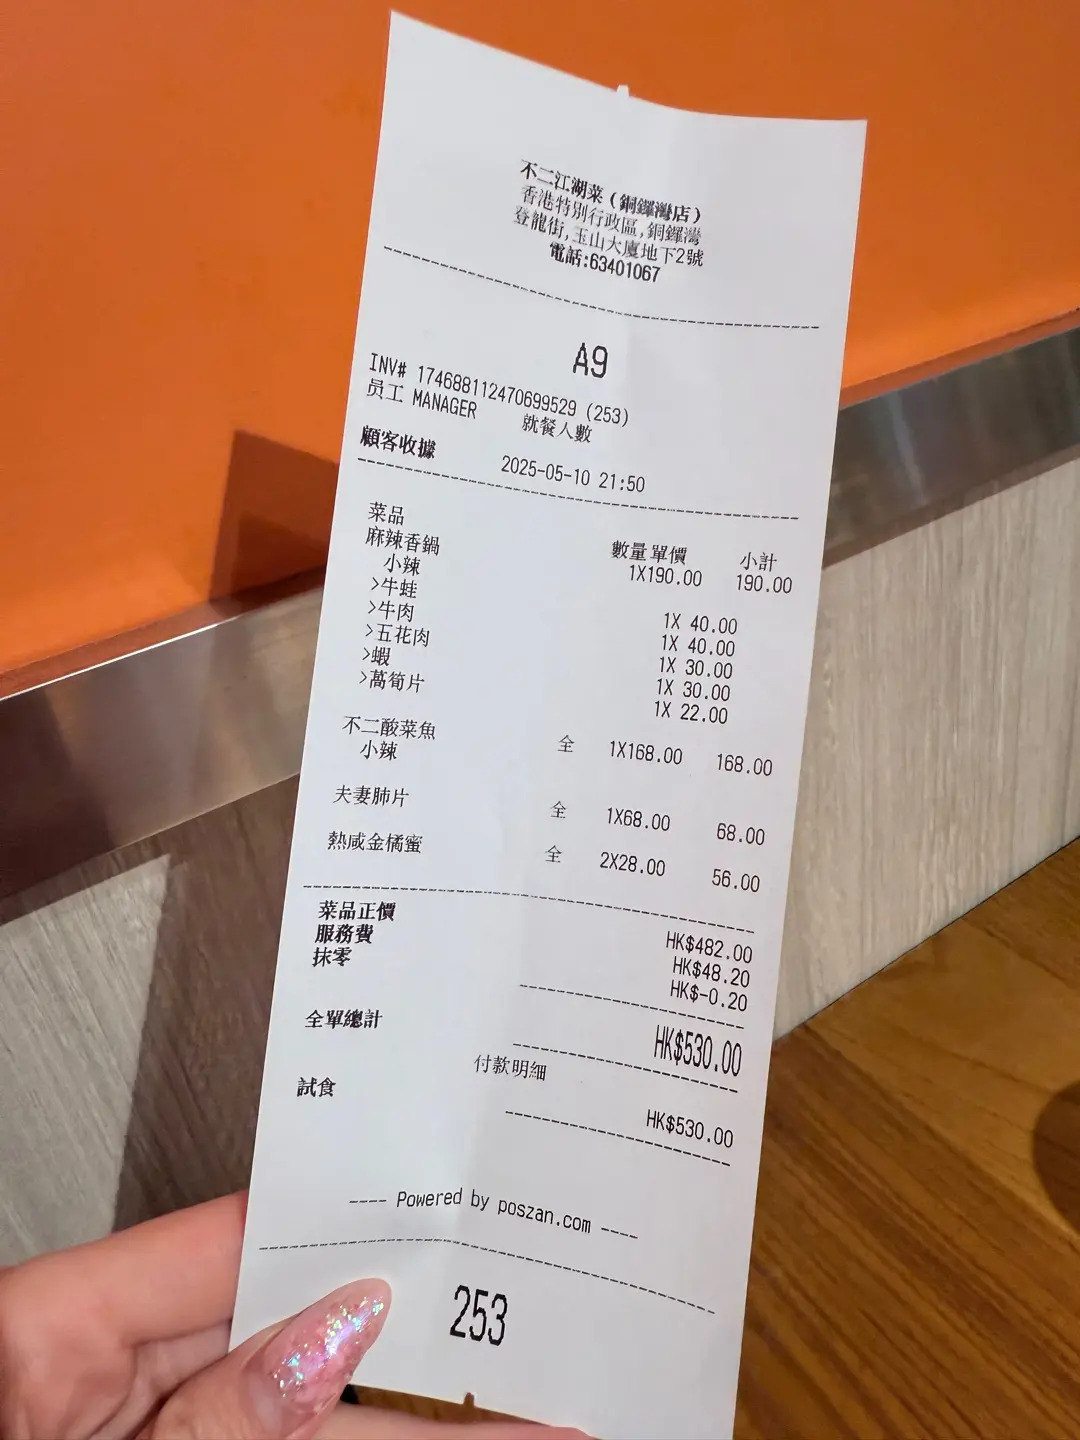 不二江湖菜(銅鑼灣店)
香港特別行政區,銅鑼灣
登龍街,玉山大廈地下2號
電話:63401067
A9
INV# 174688112470699529 (253)
员工 MANAGER 就餐人數
顧客收據 2025-05-10 21:50
菜品 數量單價 小計
麻辣香鍋 1X190.00 190.00
小辣
>牛蛙 1X 40.00
>牛肉 1X 40.00
>五花肉 1X 30.00
>蝦 1X 30.00
>萵筍片 1X 22.00
不二酸菜魚 全 1X168.00 168.00
小辣
夫妻肺片 全 1X68.00 68.00
熱咸金橘蜜 全 2X28.00 56.00
菜品正價 HK$482.00
服務費 HK$48.20
抹零 HK$-0.20
全單總計 HK$530.00
付款明細
試食 HK$530.00
---- Powered by poszan.com ----
253